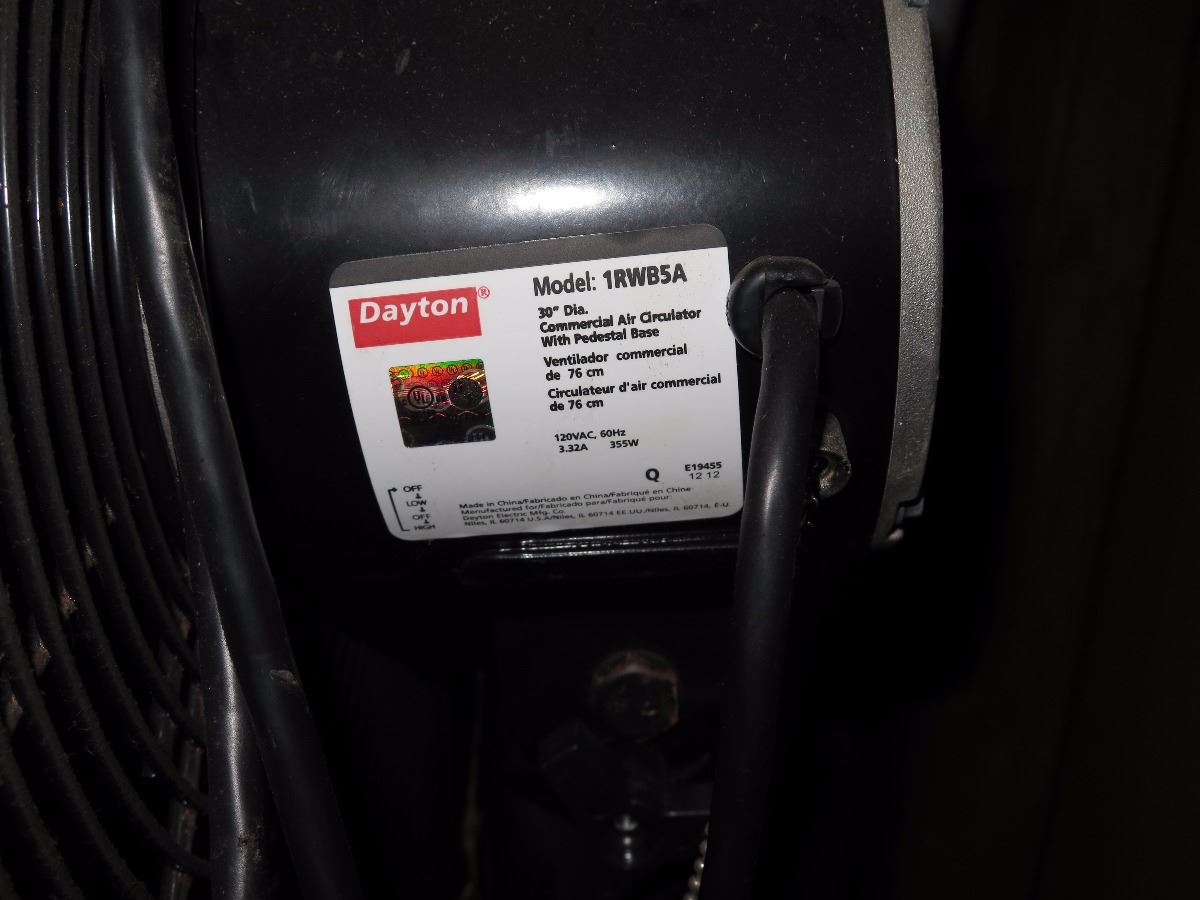 Dayton®
Model: 1RWB5A
30" Dia.
Commercial Air Circulator
With Pedestal Base
Ventilador commercial
de 76 cm
Circulateur d'air commercial
de 76 cm
120VAC, 60Hz
3.32A 355W
Q
E19455
12 12
UL
OFF
LOW
OFF
HIGH
Made in China/Fabricado en China/Fabriqué en Chine
Manufactured for/Fabricado para/Fabriqué pour:
Dayton Electric Mfg. Co.
Niles, IL 60714 U.S.A/Niles, IL 60714 EE.UU./Niles, IL 60714, E-U